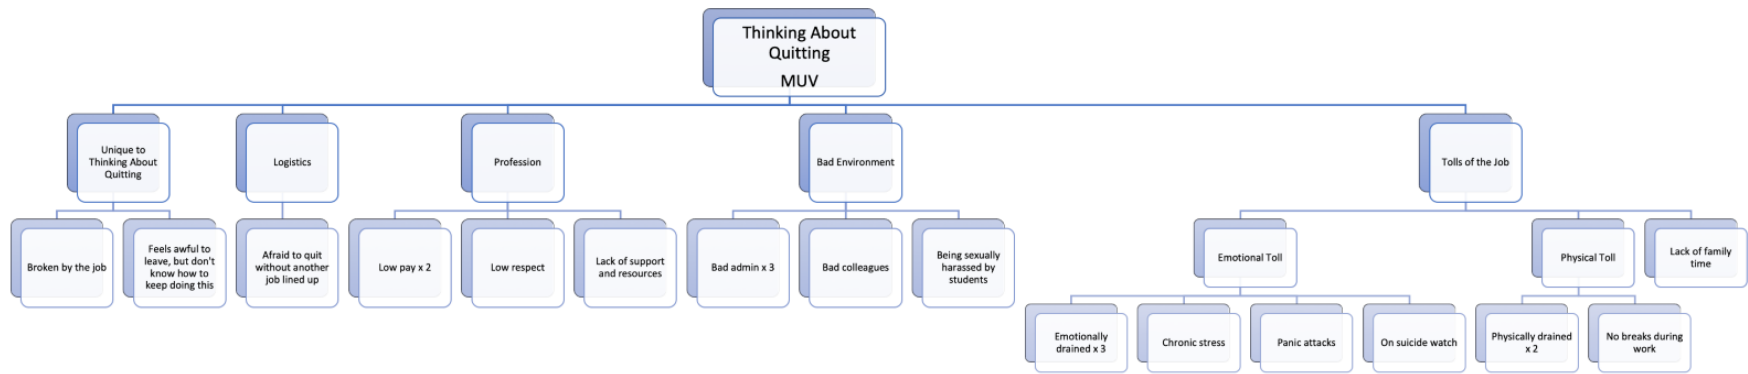 Thinking About
Quitting
MUV
Unique to
Thinking About
Quitting
Logistics
Profession
Bad Environment
Tolls of the Job
Broken by the job
Feels awful to
leave, but don't
know how to
keep doing this
Afraid to quit
without another
job lined up
Low pay x 2
Low respect
Lack of support
and resources
Bad admin x 3
Bad colleagues
Being sexually
harassed by
students
Emotional Toll
Physical Toll
Lack of family
time
Emotionally
drained x 3
Chronic stress
Panic attacks
On suicide watch
Physically drained
x 2
No breaks during
work